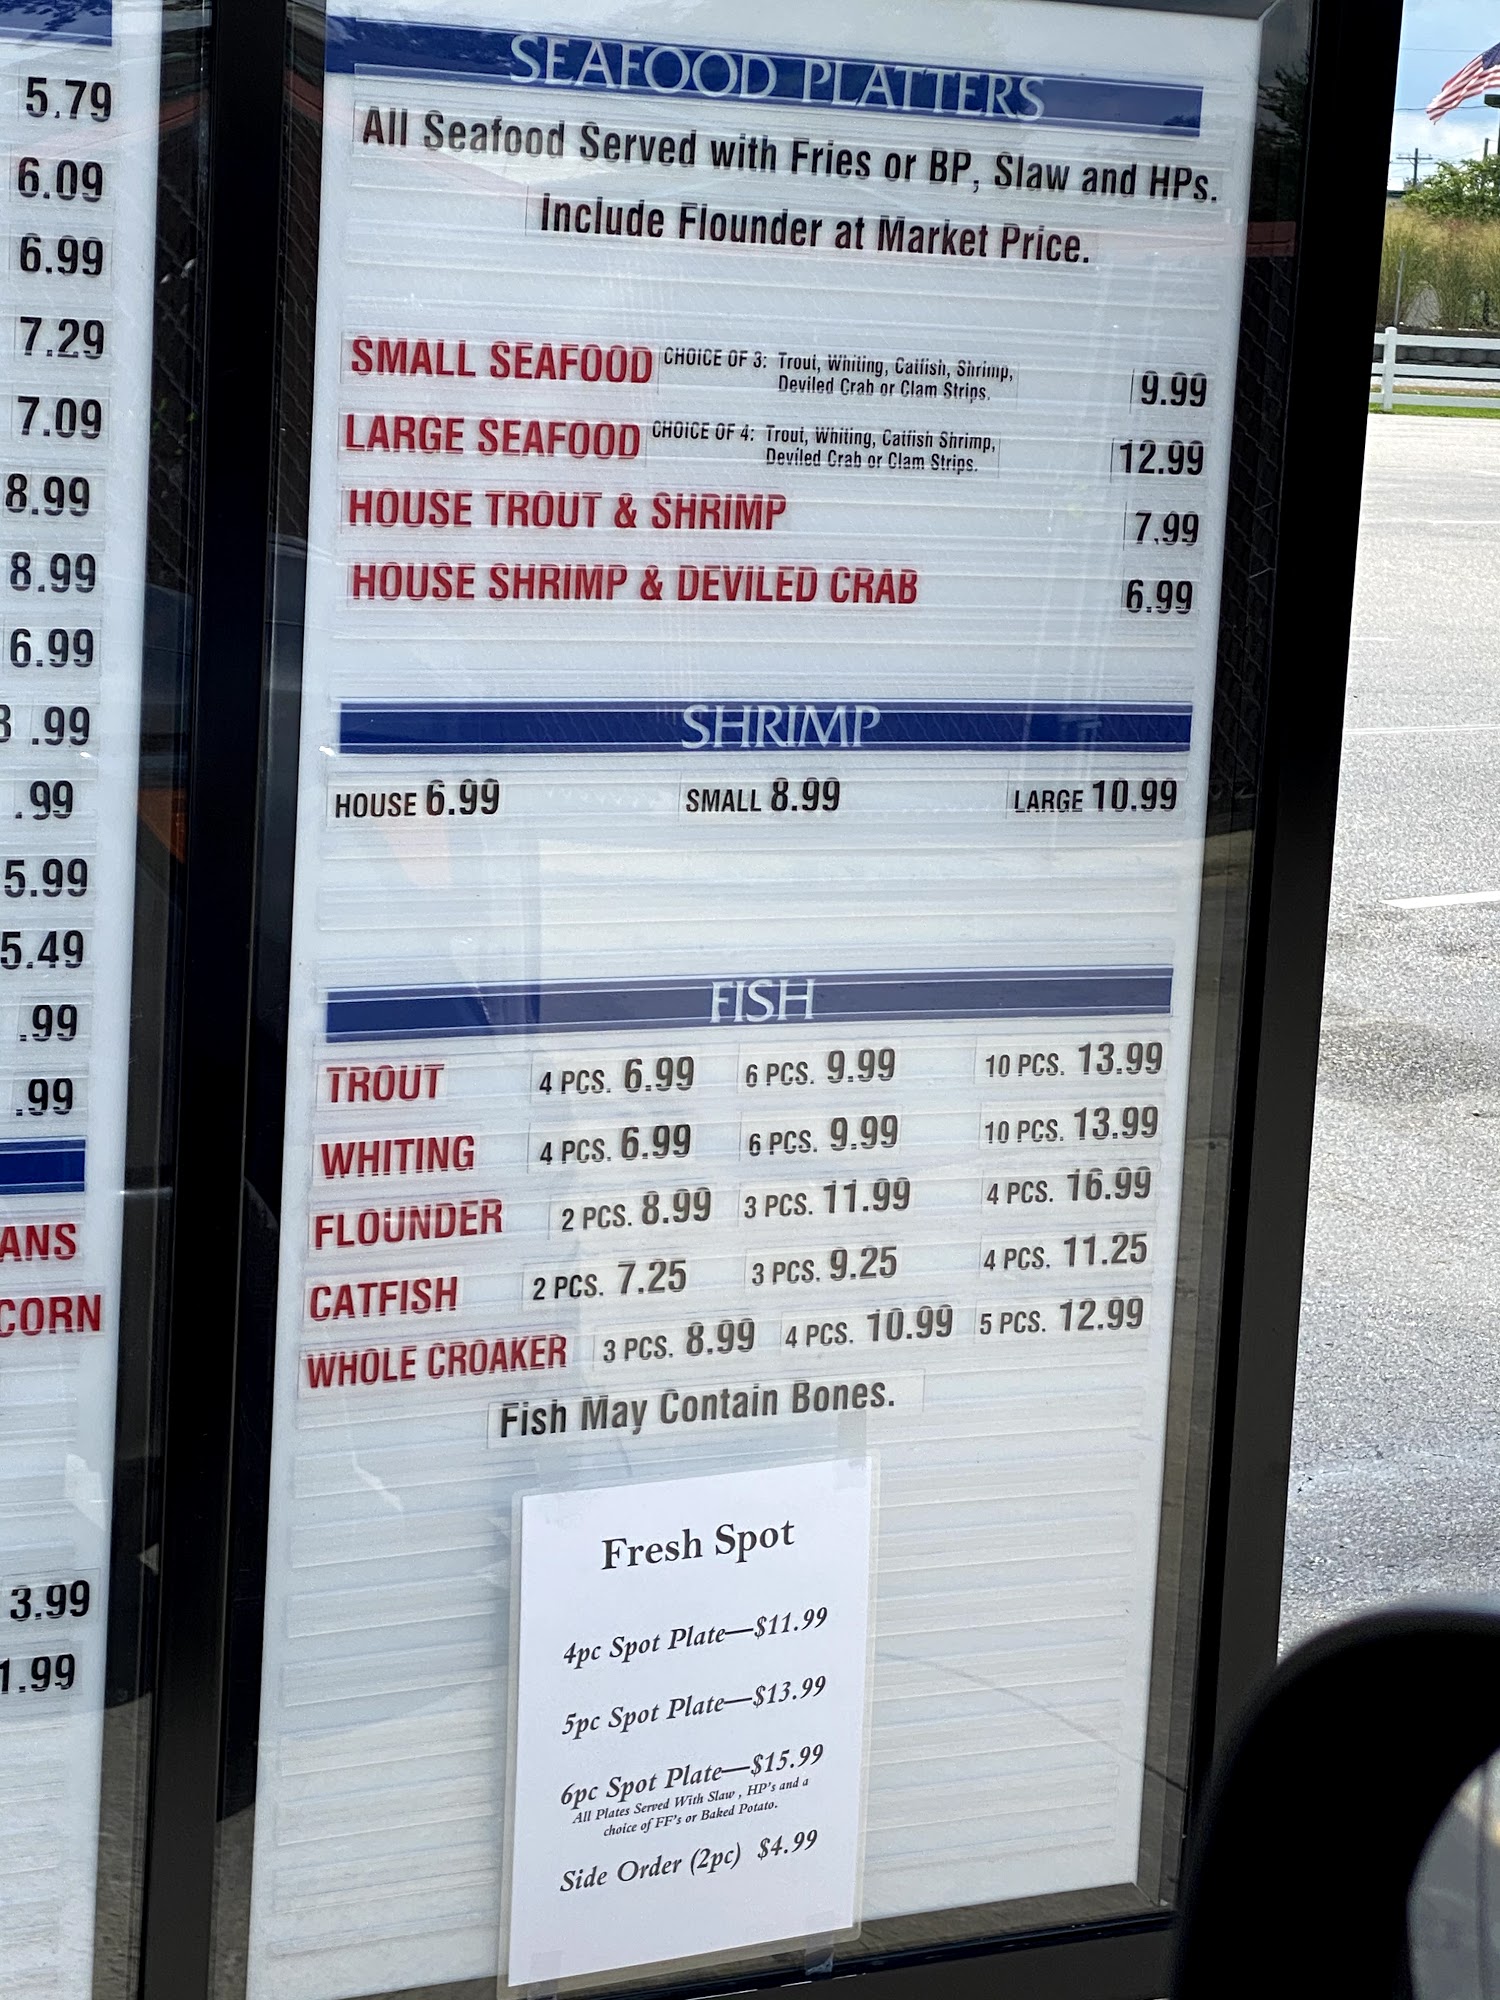 5.79
6.09
6.99
7.29
7.09
8.99
8.99
6.99
.99
.99
5.99
5.49
.99
.99
ANS
CORN
3.99
1.99
SEAFOOD PLATTERS
All Seafood Served with Fries or BP, Slaw and HPs.
Include Flounder at Market Price.
SMALL SEAFOOD CHOICE OF 3: Trout, Whiting, Catfish, Shrimp,
Deviled Crab or Clam Strips. 9.99
LARGE SEAFOOD CHOICE OF 4: Trout, Whiting, Catfish Shrimp,
Deviled Crab or Clam Strips. 12.99
HOUSE TROUT & SHRIMP 7.99
HOUSE SHRIMP & DEVILED CRAB 6.99
SHRIMP
HOUSE 6.99 SMALL 8.99 LARGE 10.99
FISH
TROUT 4 PCS. 6.99 6 PCS. 9.99 10 PCS. 13.99
WHITING 4 PCS. 6.99 6 PCS. 9.99 10 PCS. 13.99
FLOUNDER 2 PCS. 8.99 3 PCS. 11.99 4 PCS. 16.99
CATFISH 2 PCS. 7.25 3 PCS. 9.25 4 PCS. 11.25
WHOLE CROAKER 3 PCS. 8.99 4 PCS. 10.99 5 PCS. 12.99
Fish May Contain Bones.
Fresh Spot
4pc Spot Plate—$11.99
5pc Spot Plate—$13.99
6pc Spot Plate—$15.99
All Plates Served With Slaw , HP's and a
choice of FF's or Baked Potato.
Side Order (2pc) $4.99